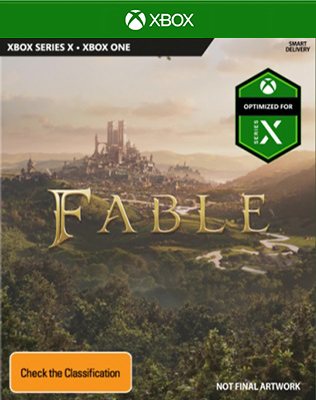 XBOX
XBOX SERIES X • XBOX ONE
SMART
DELIVERY
OPTIMIZED FOR
SERIES X
FABLE
Check the Classification
NOT FINAL ARTWORK